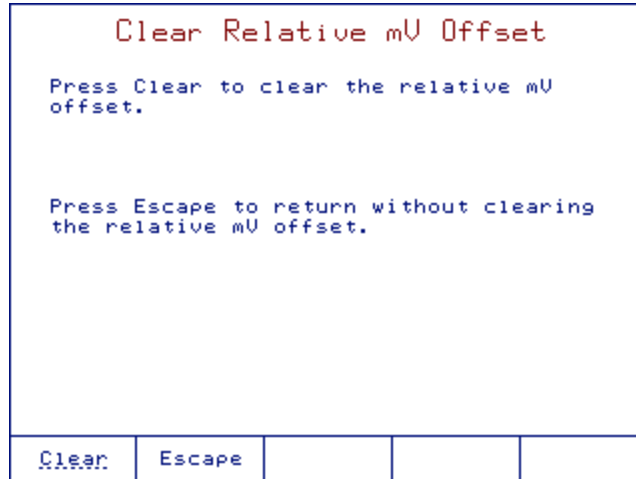 Clear Relative mV Offset
Press Clear to clear the relative mV
offset.
Press Escape to return without clearing
the relative mV offset.
Clear Escape